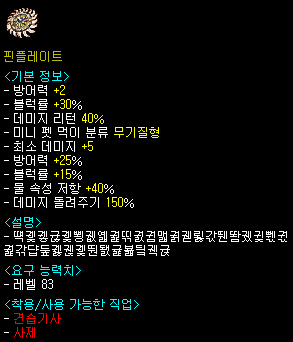 핀플레이트
<기본 정보>
- 방어력 +2
- 블럭률 +30%
- 데미지 리턴 40%
- 미니 펫 먹이 분류 무기질형
- 최소 데미지 +5
- 방어력 +25%
- 블럭률 +15%
- 물 속성 저항 +40%
- 데미지 돌려주기 150%
<설명>
<요구 능력치>
- 레벨 83
<착용/사용 가능한 직업>
- 견습기사
- 사제